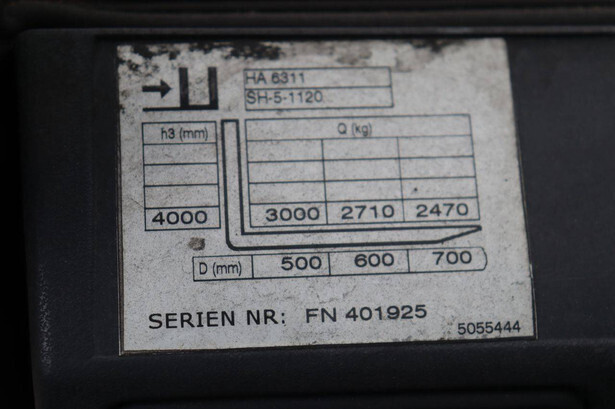 HA 6311
SH-5-1120
h3 (mm) Q (kg)
4000 3000 2710 2470
D (mm) 500 600 700
SERIEN NR: FN 401925
5055444